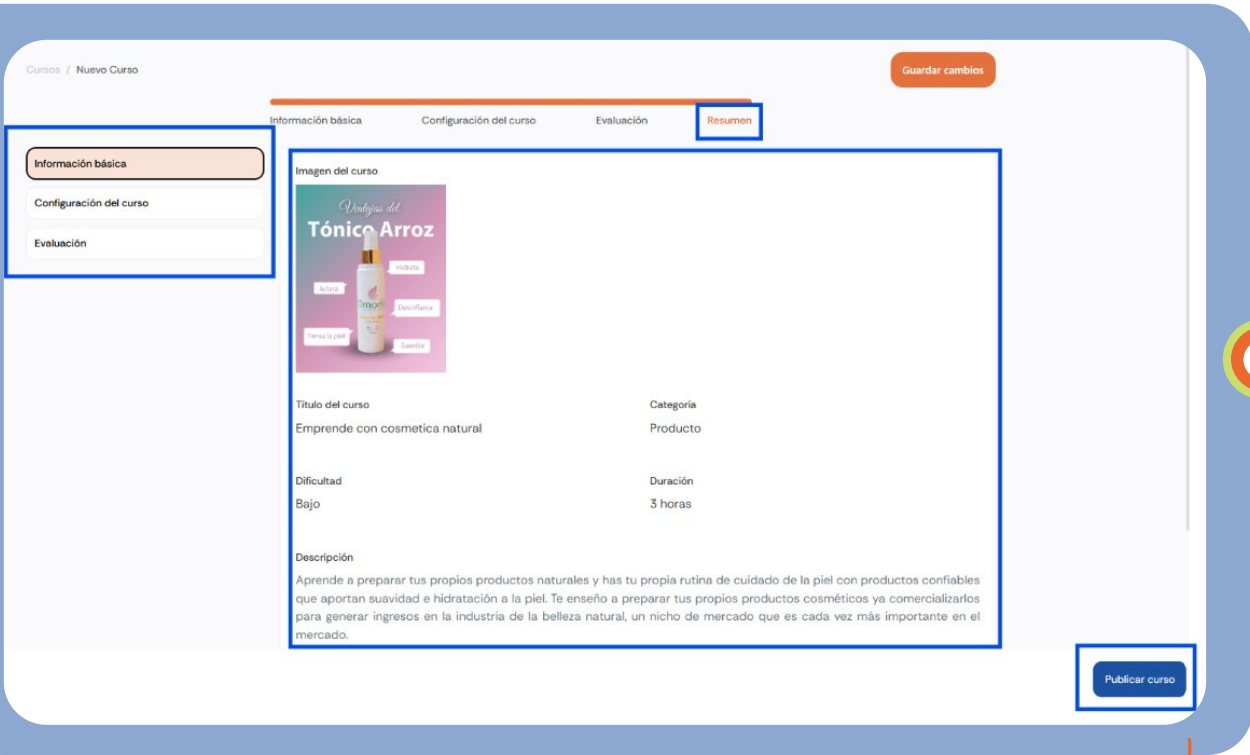 Cursos / Nuevo Curso
Guardar cambios
Información básica
Configuración del curso
Evaluación
Resumen
Información básica
Configuración del curso
Evaluación
Imagen del curso
Ventajas del
Tónico Arroz
Hidrata
Aclara
Desinflama
Tensa la piel
Suaviza
Titulo del curso
Categoria
Emprende con cosmetica natural
Producto
Dificultad
Duración
Bajo
3 horas
Descripción
Aprende a preparar tus propios productos naturales y has tu propia rutina de cuidado de la piel con productos confiables
que aportan suavidad e hidratación a la piel. Te enseño a preparar tus propios productos cosméticos ya comercializarlos
para generar ingresos en la industria de la belleza natural, un nicho de mercado que es cada vez más importante en el
mercado.
Publicar curso